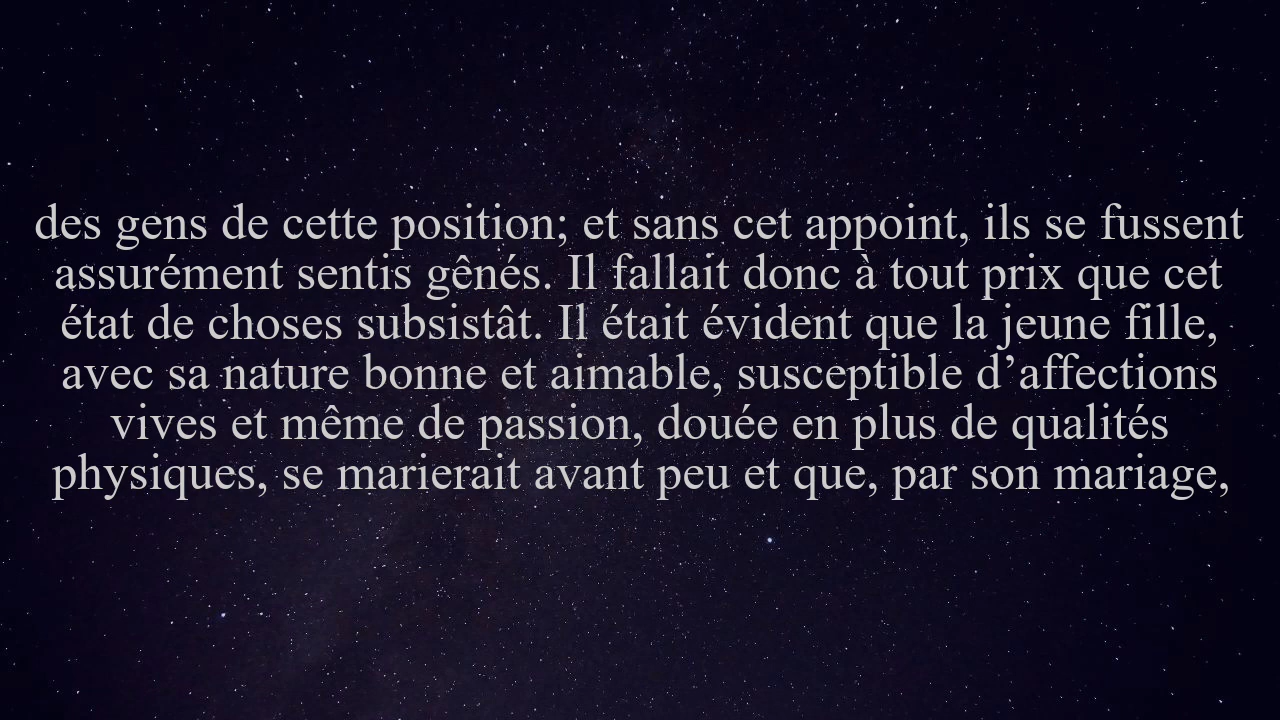 des gens de cette position; et sans cet appoint, ils se fussent
assurément sentis gênés. Il fallait donc à tout prix que cet
état de choses subsistât. Il était évident que la jeune fille,
avec sa nature bonne et aimable, susceptible d’affections
vives et même de passion, douée en plus de qualités
physiques, se marierait avant peu et que, par son mariage,